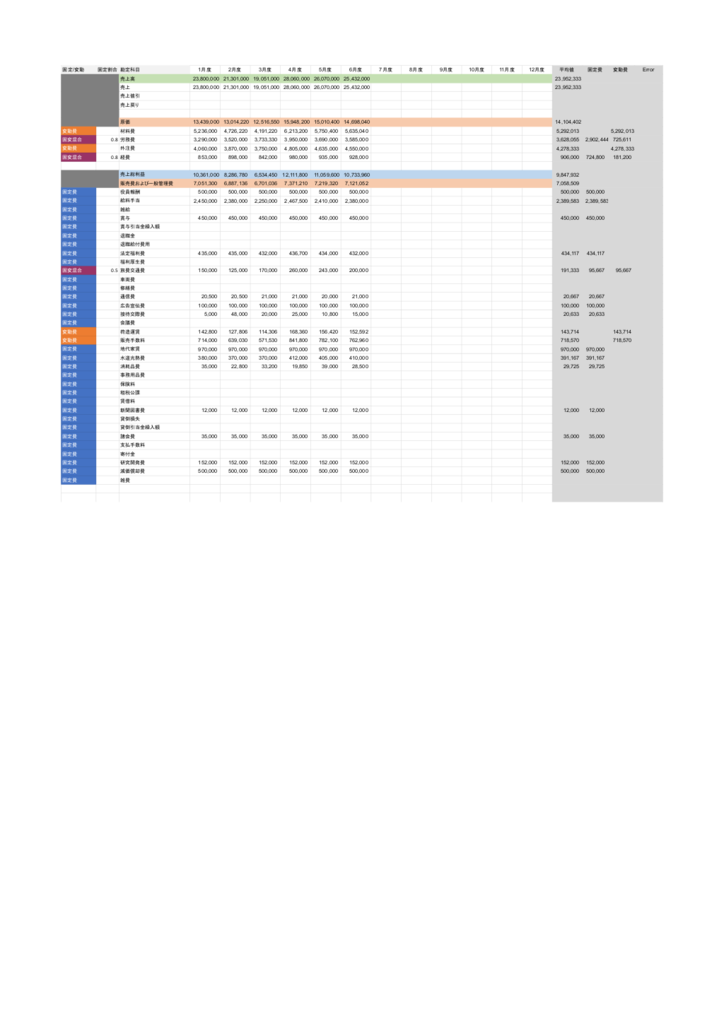 固定/変動 固定割合 勘定科目 1月度 2月度 3月度 4月度 5月度 6月度 7月度 8月度 9月度 10月度 11月度 12月度 平均値 固定費 変動費 Error
売上高 23,800,000 21,301,000 19,051,000 28,060,000 26,070,000 25,432,000 23,952,333
売上 23,800,000 21,301,000 19,051,000 28,060,000 26,070,000 25,432,000 23,952,333
売上値引
売上戻り
原価 13,439,000 13,014,220 12,516,550 15,948,200 15,010,400 14,698,040 14,104,402
変動費 材料費 5,236,000 4,726,220 4,191,220 6,213,200 5,750,400 5,635,040 5,292,013 5,292,013
固変混合 0.8 労務費 3,290,000 3,520,000 3,733,330 3,950,000 3,690,000 3,585,000 3,628,055 2,902,444 725,611
変動費 外注費 4,060,000 3,870,000 3,750,000 4,805,000 4,635,000 4,550,000 4,278,333 4,278,333
固変混合 0.8 経費 853,000 898,000 842,000 980,000 935,000 928,000 906,000 724,800 181,200
売上総利益 10,361,000 8,286,780 6,534,450 12,111,800 11,059,600 10,733,960 9,847,932
販売費および一般管理費 7,051,300 6,887,136 6,701,036 7,371,210 7,219,320 7,121,052 7,058,509
固定費 役員報酬 500,000 500,000 500,000 500,000 500,000 500,000 500,000 500,000
固定費 給料手当 2,450,000 2,380,000 2,250,000 2,467,500 2,410,000 2,380,000 2,389,583 2,389,583
固定費 雑給
固定費 賞与 450,000 450,000 450,000 450,000 450,000 450,000 450,000 450,000
固定費 賞与引当金繰入額
固定費 退職金
固定費 退職給付費用
固定費 法定福利費 435,000 435,000 432,000 436,700 434,000 432,000 434,117 434,117
固定費 福利厚生費
固変混合 0.5 旅費交通費 150,000 125,000 170,000 260,000 243,000 200,000 191,333 95,667 95,667
固定費 車両費
固定費 修繕費
固定費 通信費 20,500 20,500 21,000 21,000 20,000 21,000 20,667 20,667
固定費 広告宣伝費 100,000 100,000 100,000 100,000 100,000 100,000 100,000 100,000
固定費 接待交際費 5,000 48,000 20,000 25,000 10,800 15,000 20,633 20,633
固定費 会議費
変動費 荷造運賃 142,800 127,806 114,306 168,360 156,420 152,592 143,714 143,714
変動費 販売手数料 714,000 639,030 571,530 841,800 782,100 762,960 718,570 718,570
固定費 地代家賃 970,000 970,000 970,000 970,000 970,000 970,000 970,000 970,000
固定費 水道光熱費 380,000 370,000 370,000 412,000 405,000 410,000 391,167 391,167
固定費 消耗品費 35,000 22,800 33,200 19,850 39,000 28,500 29,725 29,725
固定費 事務用品費
固定費 保険料
固定費 租税公課
固定費 賃借料
固定費 新聞図書費 12,000 12,000 12,000 12,000 12,000 12,000 12,000 12,000
固定費 貸倒損失
固定費 貸倒引当金繰入額
固定費 諸会費 35,000 35,000 35,000 35,000 35,000 35,000 35,000 35,000
固定費 支払手数料
固定費 寄付金
固定費 研究開発費 152,000 152,000 152,000 152,000 152,000 152,000 152,000 152,000
固定費 減価償却費 500,000 500,000 500,000 500,000 500,000 500,000 500,000 500,000
固定費 雑費